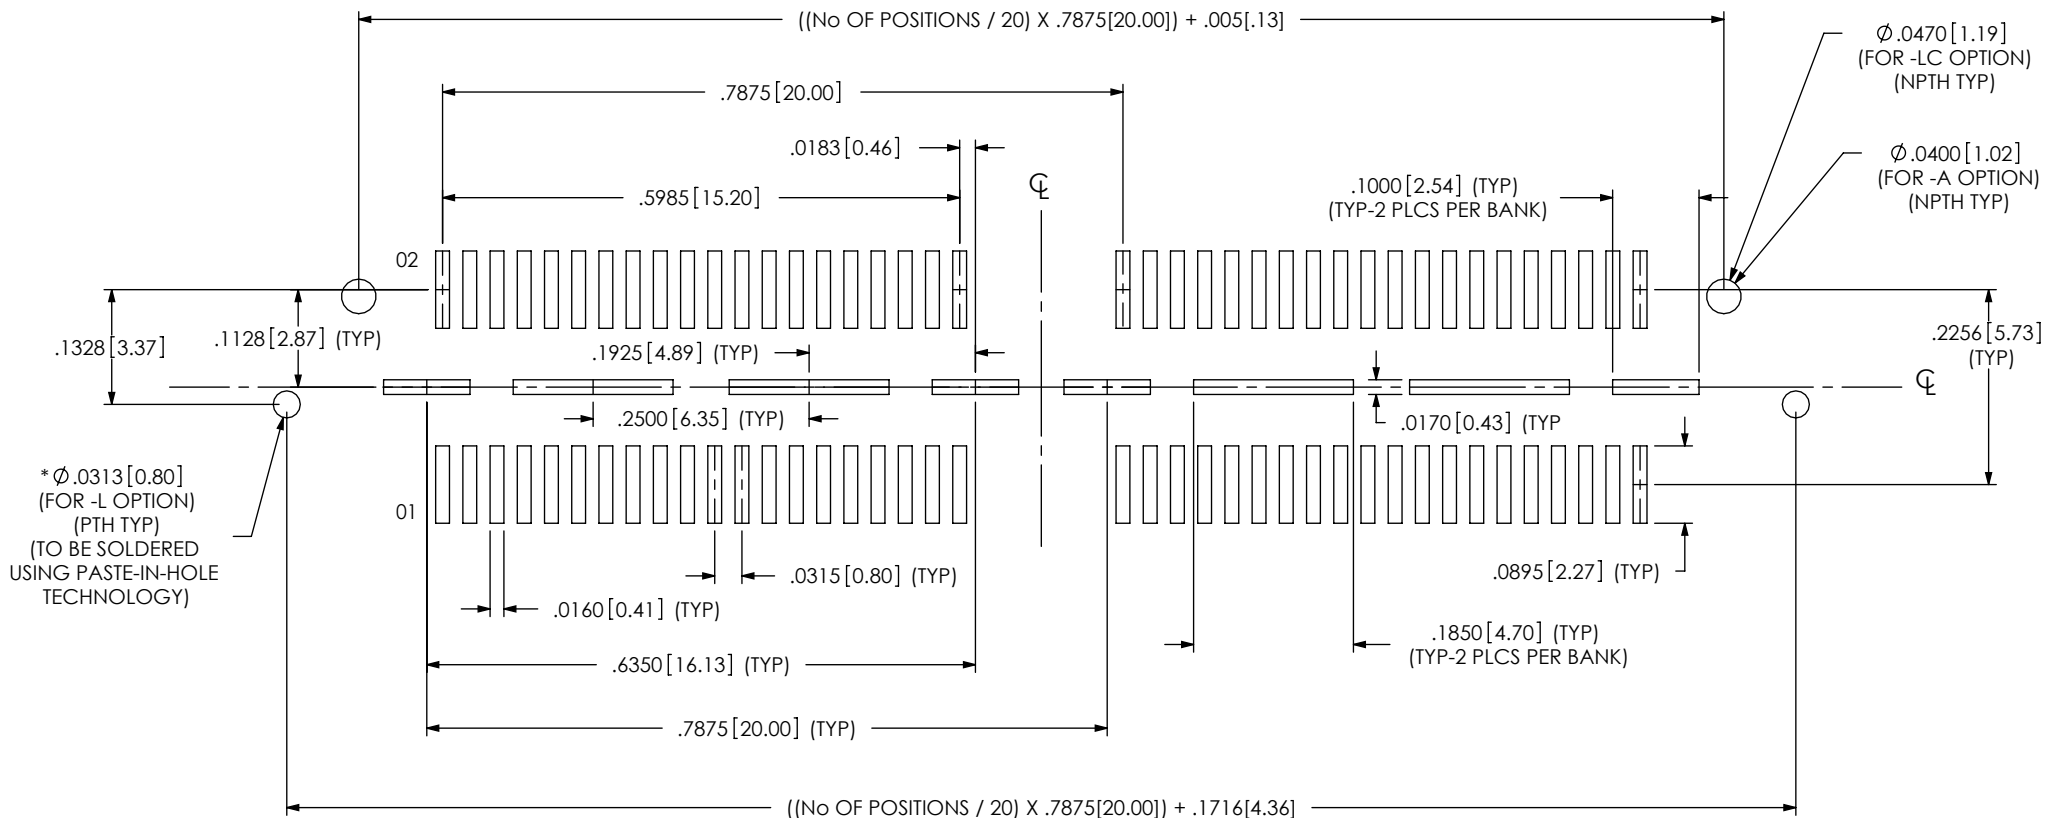 ((No OF POSITIONS / 20) X .7875[20.00]) + .005[.13]
Ø.0470[1.19]
(FOR -LC OPTION)
(NPTH TYP)
.7875[20.00]
.0183[0.46]
Ø.0400[1.02]
(FOR -A OPTION)
(NPTH TYP)
.5985[15.20]
℄
.1000[2.54] (TYP)
(TYP-2 PLCS PER BANK)
02
.1328[3.37]
.1128[2.87] (TYP)
.1925[4.89] (TYP)
.2256[5.73]
(TYP)
℄
.2500[6.35] (TYP)
.0170[0.43] (TYP
*Ø.0313[0.80]
(FOR -L OPTION)
(PTH TYP)
(TO BE SOLDERED
USING PASTE-IN-HOLE
TECHNOLOGY)
01
.0315[0.80] (TYP)
.0895[2.27] (TYP)
.0160[0.41] (TYP)
.1850[4.70] (TYP)
(TYP-2 PLCS PER BANK)
.6350[16.13] (TYP)
.7875[20.00] (TYP)
((No OF POSITIONS / 20) X .7875[20.00]) + .1716[4.36]